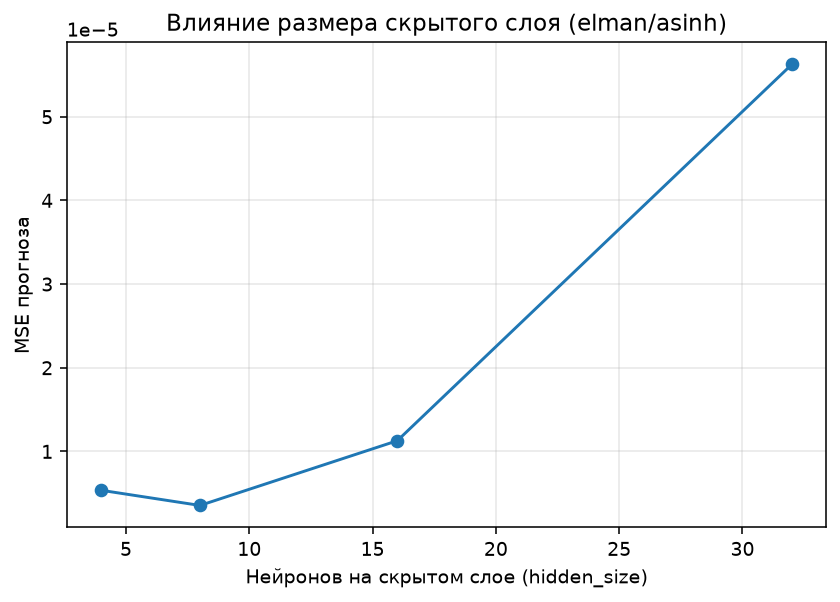 Влияние размера скрытого слоя (elman/asinh)
1e−5
5
4
3
2
1
MSE прогноза
5 10 15 20 25 30
Нейронов на скрытом слое (hidden_size)